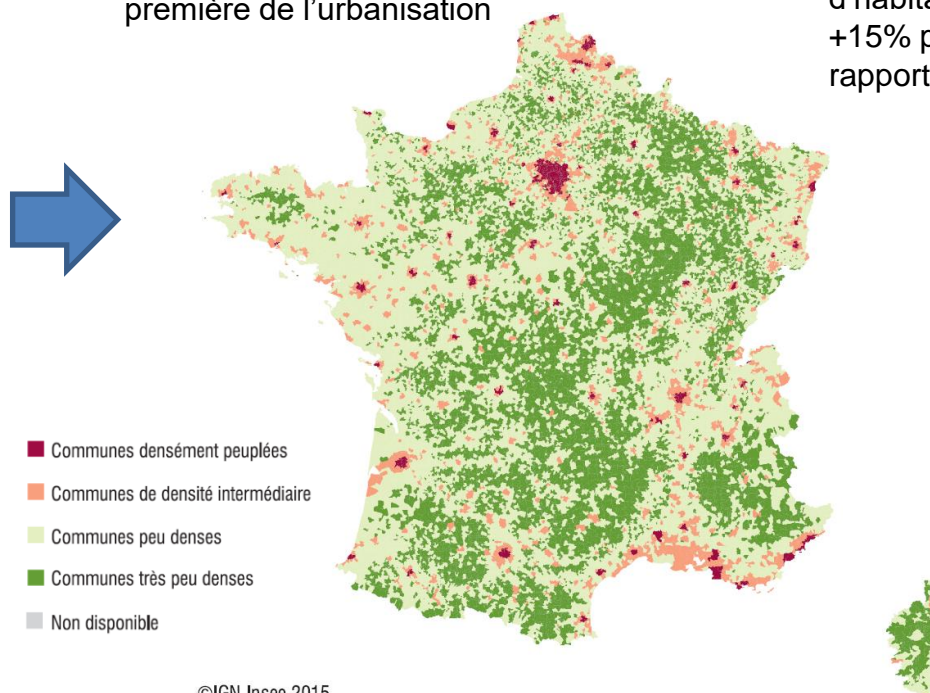 première de l'urbanisation
+15% p
rapport
Communes densément peuplées
Communes de densité intermédiaire
Communes peu denses
Communes très peu denses
Non disponible
©IGN Insee 2015